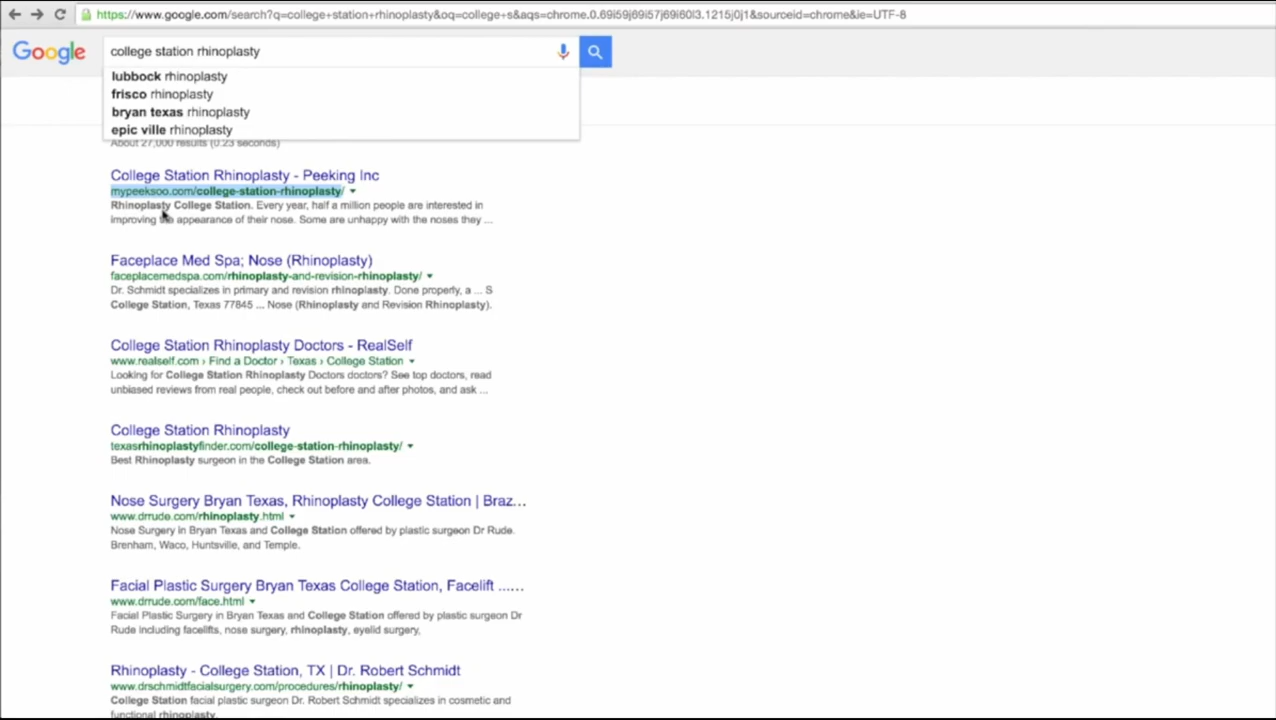 https://www.google.com/search?q=college+station+rhinoplasty&oq=college+s&aqs=chrome.0.69i59j69i57j69i60l3.1215j0j1&sourceid=chrome&ie=UTF-8
Google college station rhinoplasty
lubbock rhinoplasty
frisco rhinoplasty
bryan texas rhinoplasty
epic ville rhinoplasty
About 27,000 results (0.23 seconds)
College Station Rhinoplasty - Peeking Inc
mypeeksoo.com/college-station-rhinoplasty/
Rhinoplasty College Station. Every year, half a million people are interested in
improving the appearance of their nose. Some are unhappy with the noses they ...
Faceplace Med Spa; Nose (Rhinoplasty)
faceplacemedspa.com/rhinoplasty-and-revision-rhinoplasty/
Dr. Schmidt specializes in primary and revision rhinoplasty. Done properly, a ... S
College Station, Texas 77845 ... Nose (Rhinoplasty and Revision Rhinoplasty).
College Station Rhinoplasty Doctors - RealSelf
www.realself.com › Find a Doctor › Texas › College Station
Looking for College Station Rhinoplasty Doctors doctors? See top doctors, read
unbiased reviews from real people, check out before and after photos, and ask ...
College Station Rhinoplasty
texasrhinoplastyfinder.com/college-station-rhinoplasty/
Best Rhinoplasty surgeon in the College Station area.
Nose Surgery Bryan Texas, Rhinoplasty College Station | Braz...
www.drrude.com/rhinoplasty.html
Nose Surgery in Bryan Texas and College Station offered by plastic surgeon Dr Rude.
Brenham, Waco, Huntsville, and Temple.
Facial Plastic Surgery Bryan Texas College Station, Facelift ......
www.drrude.com/face.html
Facial Plastic Surgery in Bryan Texas and College Station offered by plastic surgeon Dr
Rude including facelifts, nose surgery, rhinoplasty, eyelid surgery,
Rhinoplasty - College Station, TX | Dr. Robert Schmidt
www.drschmidtfacialsurgery.com/procedures/rhinoplasty/
College Station facial plastic surgeon Dr. Robert Schmidt specializes in cosmetic and
functional rhinoplasty.